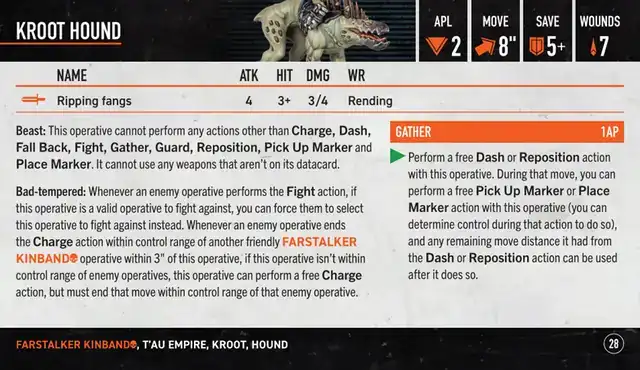 KROOT HOUND
APL
2
MOVE
8"
SAVE
5+
WOUNDS
7
NAME ATK HIT DMG WR
Ripping fangs 4 3+ 3/4 Rending
Beast: This operative cannot perform any actions other than Charge, Dash,
Fall Back, Fight, Gather, Guard, Reposition, Pick Up Marker and
Place Marker. It cannot use any weapons that aren't on its datacard.
Bad-tempered: Whenever an enemy operative performs the Fight action, if
this operative is a valid operative to fight against, you can force them to select
this operative to fight against instead. Whenever an enemy operative ends
the Charge action within control range of another friendly FARSTALKER
KINBAND operative within 3" of this operative, if this operative isn't within
control range of enemy operatives, this operative can perform a free Charge
action, but must end that move within control range of that enemy operative.
GATHER 1AP
Perform a free Dash or Reposition action
with this operative. During that move, you can
perform a free Pick Up Marker or Place
Marker action with this operative (you can
determine control during that action to do so),
and any remaining move distance it had from
the Dash or Reposition action can be used
after it does so.
FARSTALKER KINBAND, T'AU EMPIRE, KROOT, HOUND
28